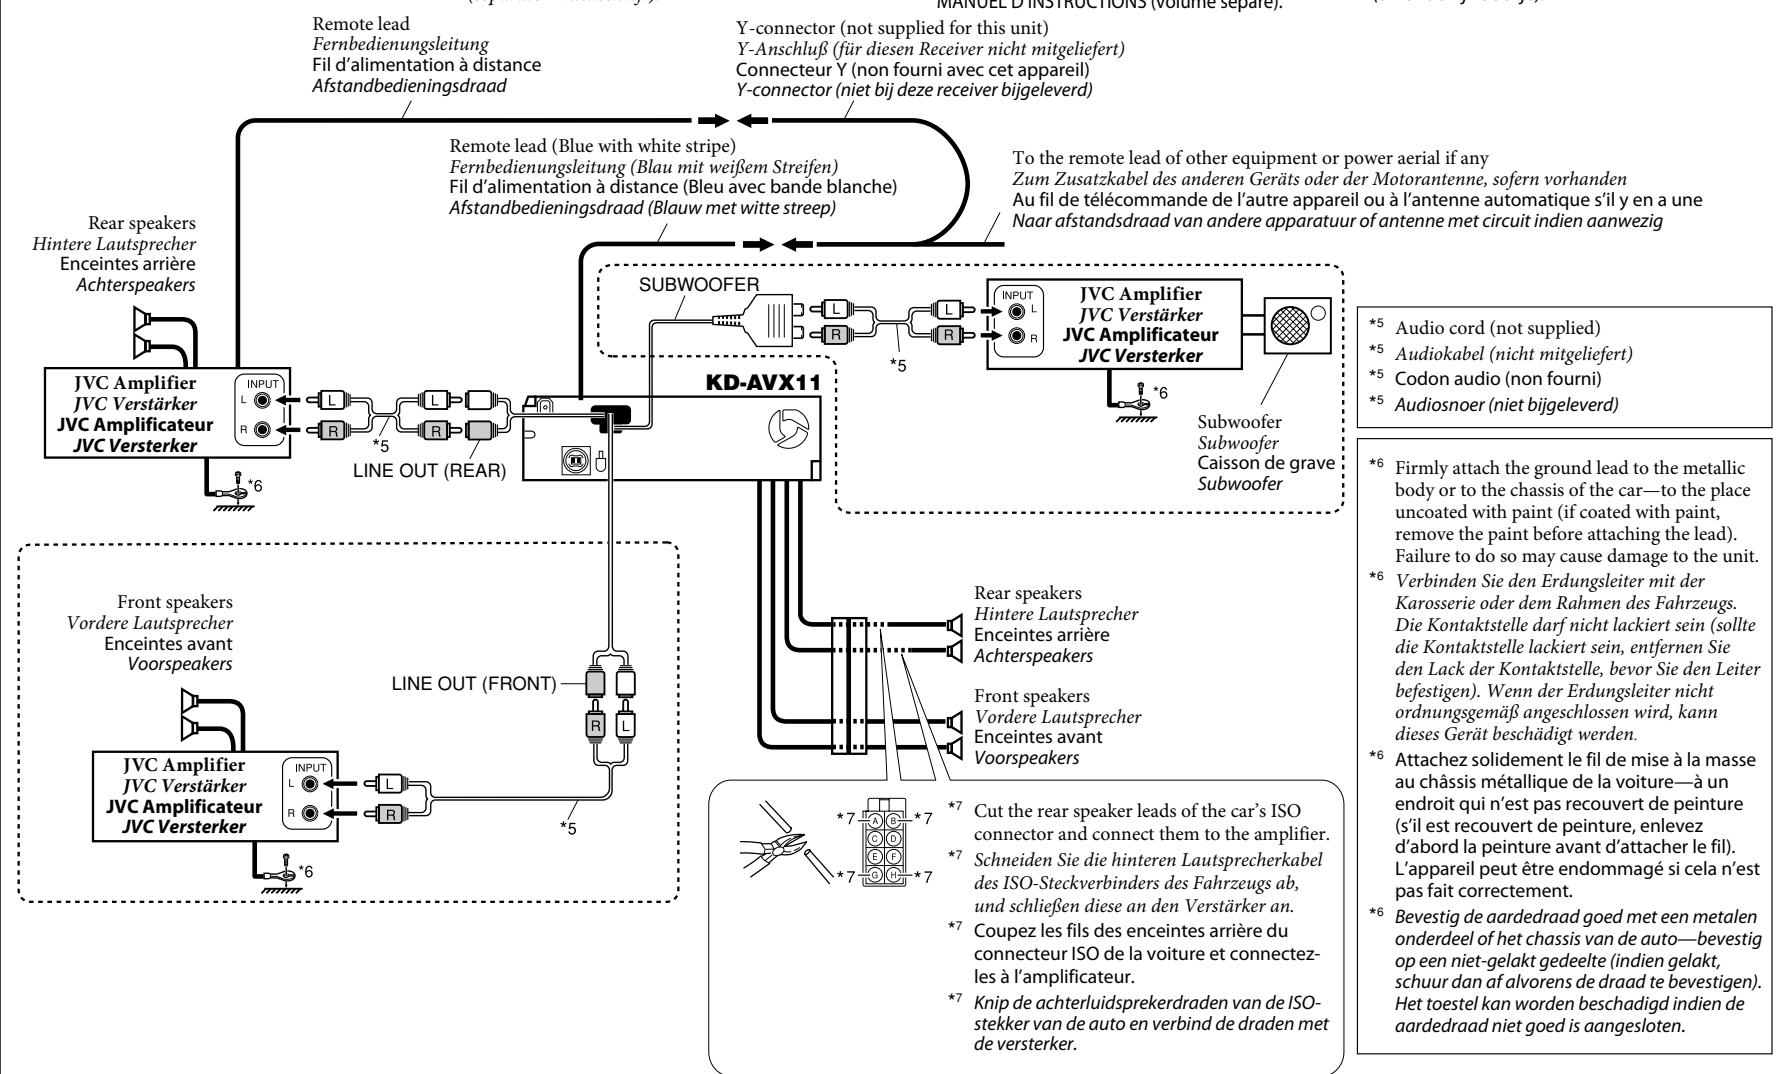 MANUEL D'INSTRUCTIONS (volume séparé).
Remote lead
Fernbedienungsleitung
Fil d'alimentation à distance
Afstandbedieningsdraad
Y-connector (not supplied for this unit)
Y-Anschluß (für diesen Receiver nicht mitgeliefert)
Connecteur Y (non fourni avec cet appareil)
Y-connector (niet bij deze receiver bijgeleverd)
Remote lead (Blue with white stripe)
Fernbedienungsleitung (Blau mit weißem Streifen)
Fil d'alimentation à distance (Bleu avec bande blanche)
Afstandbedieningsdraad (Blauw met witte streep)
To the remote lead of other equipment or power aerial if any
Zum Zusatzkabel des anderen Geräts oder der Motorantenne, sofern vorhanden
Au fil de télécommande de l'autre appareil ou à l'antenne automatique s'il y en a une
Naar afstandsdraad van andere apparatuur of antenne met circuit indien aanwezig
Rear speakers
Hintere Lautsprecher
Enceintes arrière
Achterspeakers
JVC Amplifier
JVC Verstärker
JVC Amplificateur
JVC Versterker
INPUT
L
R
*6
L
R
*5
L
R
LINE OUT (REAR)
KD-AVX11
SUBWOOFER
L
R
*5
L
R
INPUT
L
R
JVC Amplifier
JVC Verstärker
JVC Amplificateur
JVC Versterker
*6
Subwoofer
Subwoofer
Caisson de grave
Subwoofer
*5 Audio cord (not supplied)
*5 Audiokabel (nicht mitgeliefert)
*5 Codon audio (non fourni)
*5 Audiosnoer (niet bijgeleverd)
Front speakers
Vordere Lautsprecher
Enceintes avant
Voorspeakers
LINE OUT (FRONT)
R
L
JVC Amplifier
JVC Verstärker
JVC Amplificateur
JVC Versterker
INPUT
L
R
L
R
*5
*6
Rear speakers
Hintere Lautsprecher
Enceintes arrière
Achterspeakers
Front speakers
Vordere Lautsprecher
Enceintes avant
Voorspeakers
*7 A B *7
C D
E F
*7 G H *7
*7 Cut the rear speaker leads of the car's ISO
connector and connect them to the amplifier.
*7 Schneiden Sie die hinteren Lautsprecherkabel
des ISO-Steckverbinders des Fahrzeugs ab,
und schließen diese an den Verstärker an.
*7 Coupez les fils des enceintes arrière du
connecteur ISO de la voiture et connectez-
les à l'amplificateur.
*7 Knip de achterluidsprekerdraden van de ISO-
stekker van de auto en verbind de draden met
de versterker.
*6 Firmly attach the ground lead to the metallic
body or to the chassis of the car—to the place
uncoated with paint (if coated with paint,
remove the paint before attaching the lead).
Failure to do so may cause damage to the unit.
*6 Verbinden Sie den Erdungsleiter mit der
Karosserie oder dem Rahmen des Fahrzeugs.
Die Kontaktstelle darf nicht lackiert sein (sollte
die Kontaktstelle lackiert sein, entfernen Sie
den Lack der Kontaktstelle, bevor Sie den Leiter
befestigen). Wenn der Erdungsleiter nicht
ordnungsgemäß angeschlossen wird, kann
dieses Gerät beschädigt werden.
*6 Attachez solidement le fil de mise à la masse
au châssis métallique de la voiture—à un
endroit qui n'est pas recouvert de peinture
(s'il est recouvert de peinture, enlevez
d'abord la peinture avant d'attacher le fil).
L'appareil peut être endommagé si cela n'est
pas fait correctement.
*6 Bevestig de aardedraad goed met een metalen
onderdeel of het chassis van de auto—bevestig
op een niet-gelakt gedeelte (indien gelakt,
schuur dan af alvorens de draad te bevestigen).
Het toestel kan worden beschadigd indien de
aardedraad niet goed is aangesloten.